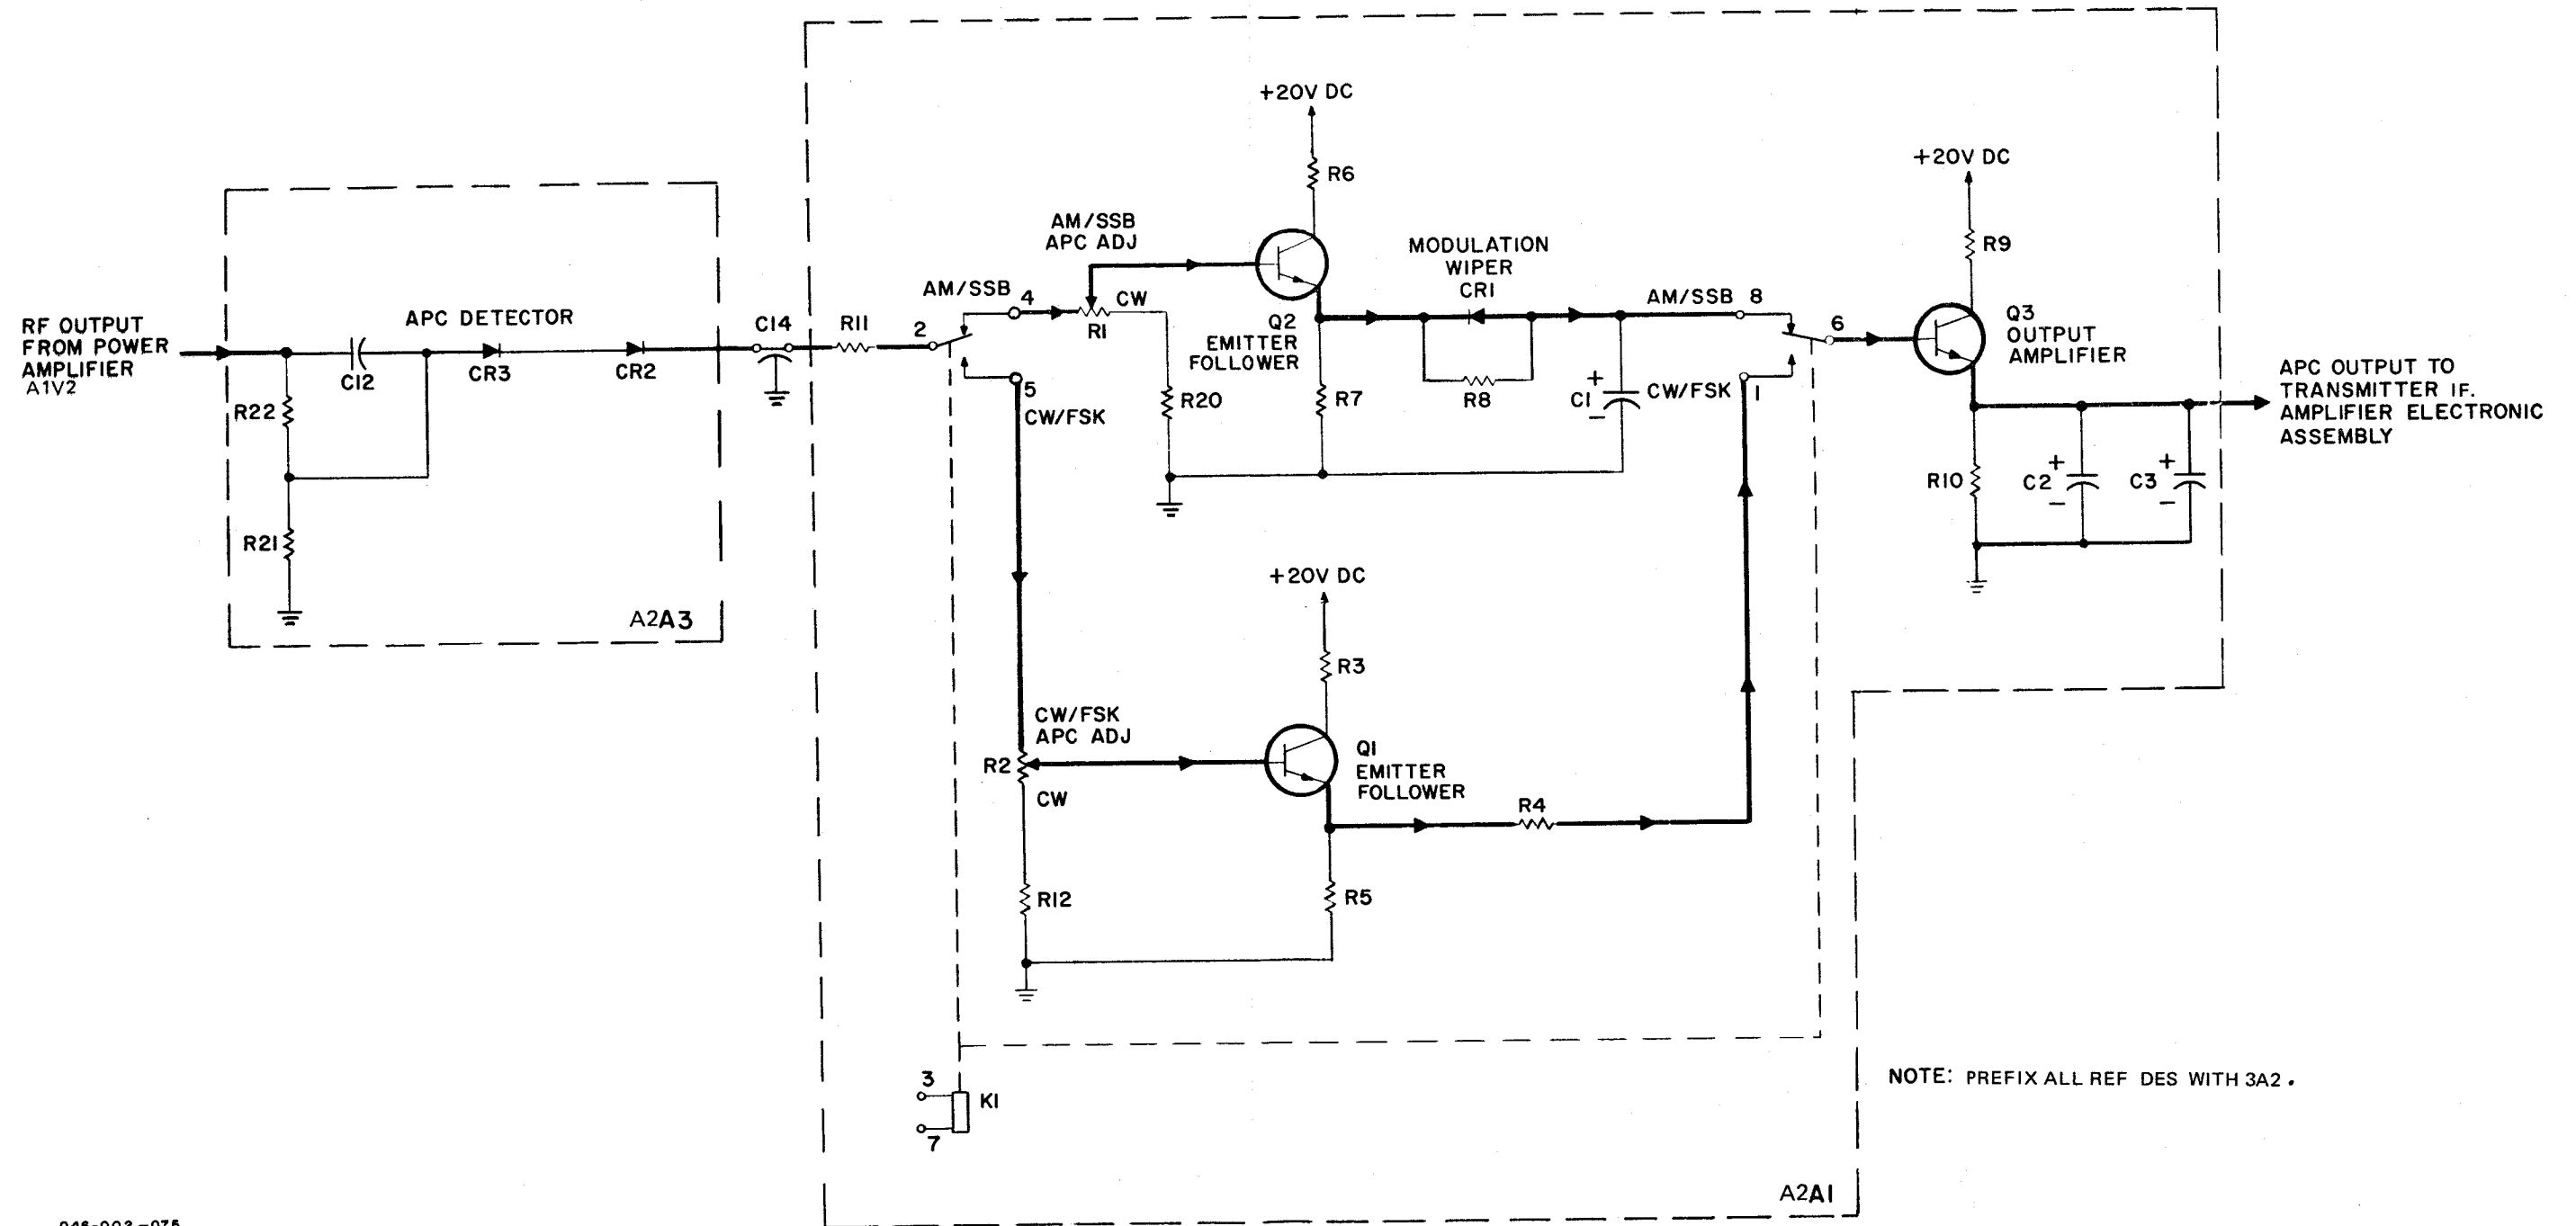 RF OUTPUT
FROM POWER
AMPLIFIER
A1V2
APC DETECTOR
C12
CR3
CR2
R22
R21
A2A3
C14
R11
2
AM/SSB 4
5
CW/FSK
AM/SSB
APC ADJ
CW
R1
R20
+20V DC
R6
Q2
EMITTER
FOLLOWER
R7
MODULATION
WIPER
CR1
R8
+
C1
–
AM/SSB 8
CW/FSK
1
6
+20V DC
R9
Q3
OUTPUT
AMPLIFIER
R10
+
C2
–
+
C3
–
APC OUTPUT TO
TRANSMITTER IF.
AMPLIFIER ELECTRONIC
ASSEMBLY
+20V DC
R3
CW/FSK
APC ADJ
R2
CW
Q1
EMITTER
FOLLOWER
R4
R12
R5
3
K1
7
NOTE: PREFIX ALL REF DES WITH 3A2.
A2A1